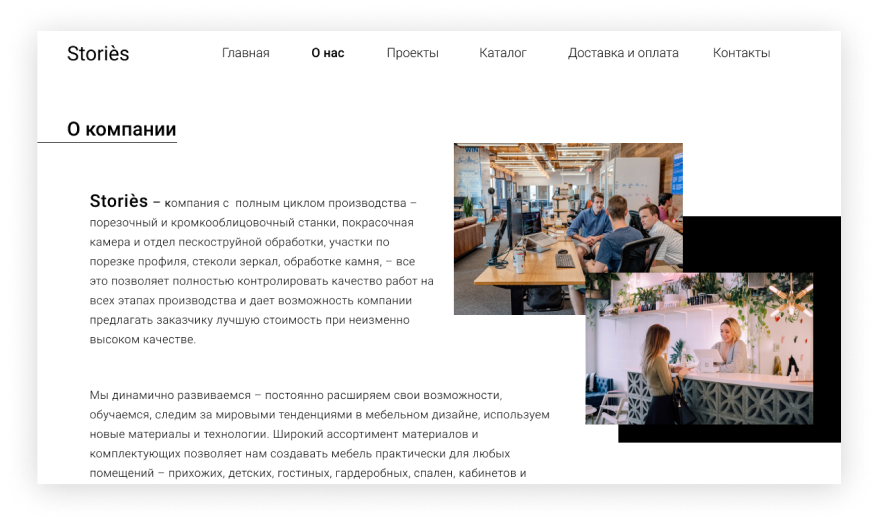 Storiès
Главная О нас Проекты Каталог Доставка и оплата Контакты
О компании
Storiès – компания с полным циклом производства –
порезочный и кромкооблицовочный станки, покрасочная
камера и отдел пескоструйной обработки, участки по
порезке профиля, стеколи зеркал, обработке камня, – все
это позволяет полностью контролировать качество работ на
всех этапах производства и дает возможность компании
предлагать заказчику лучшую стоимость при неизменно
высоком качестве.
WIN
Мы динамично развиваемся – постоянно расширяем свои возможности,
обучаемся, следим за мировыми тенденциями в мебельном дизайне, используем
новые материалы и технологии. Широкий ассортимент материалов и
комплектующих позволяет нам создавать мебель практически для любых
помещений – прихожих, детских, гостиных, гардеробных, спален, кабинетов и